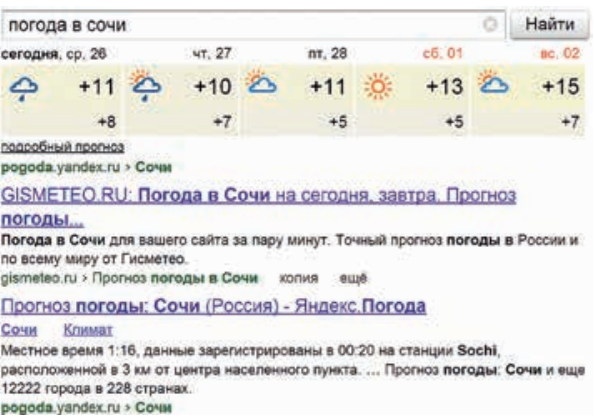 погода в сочи Найти
сегодня, ср, 26 чт, 27 пт, 28 сб, 01 вс, 02
+11 +10 +11 +13 +15
+8 +7 +5 +5 +7
подробный прогноз
pogoda.yandex.ru › Сочи
GISMETEO.RU: Погода в Сочи на сегодня, завтра. Прогноз
погоды...
Погода в Сочи для вашего сайта за пару минут. Точный прогноз погоды в России и
по всему миру от Гисметео.
gismeteo.ru › Прогноз погоды в Сочи копия ещё
Прогноз погоды: Сочи (Россия) - Яндекс.Погода
Сочи Климат
Местное время 1:16, данные зарегистрированы в 00:20 на станции Sochi,
расположенной в 3 км от центра населенного пункта. ... Прогноз погоды: Сочи и еще
12222 города в 228 странах.
pogoda.yandex.ru › Сочи